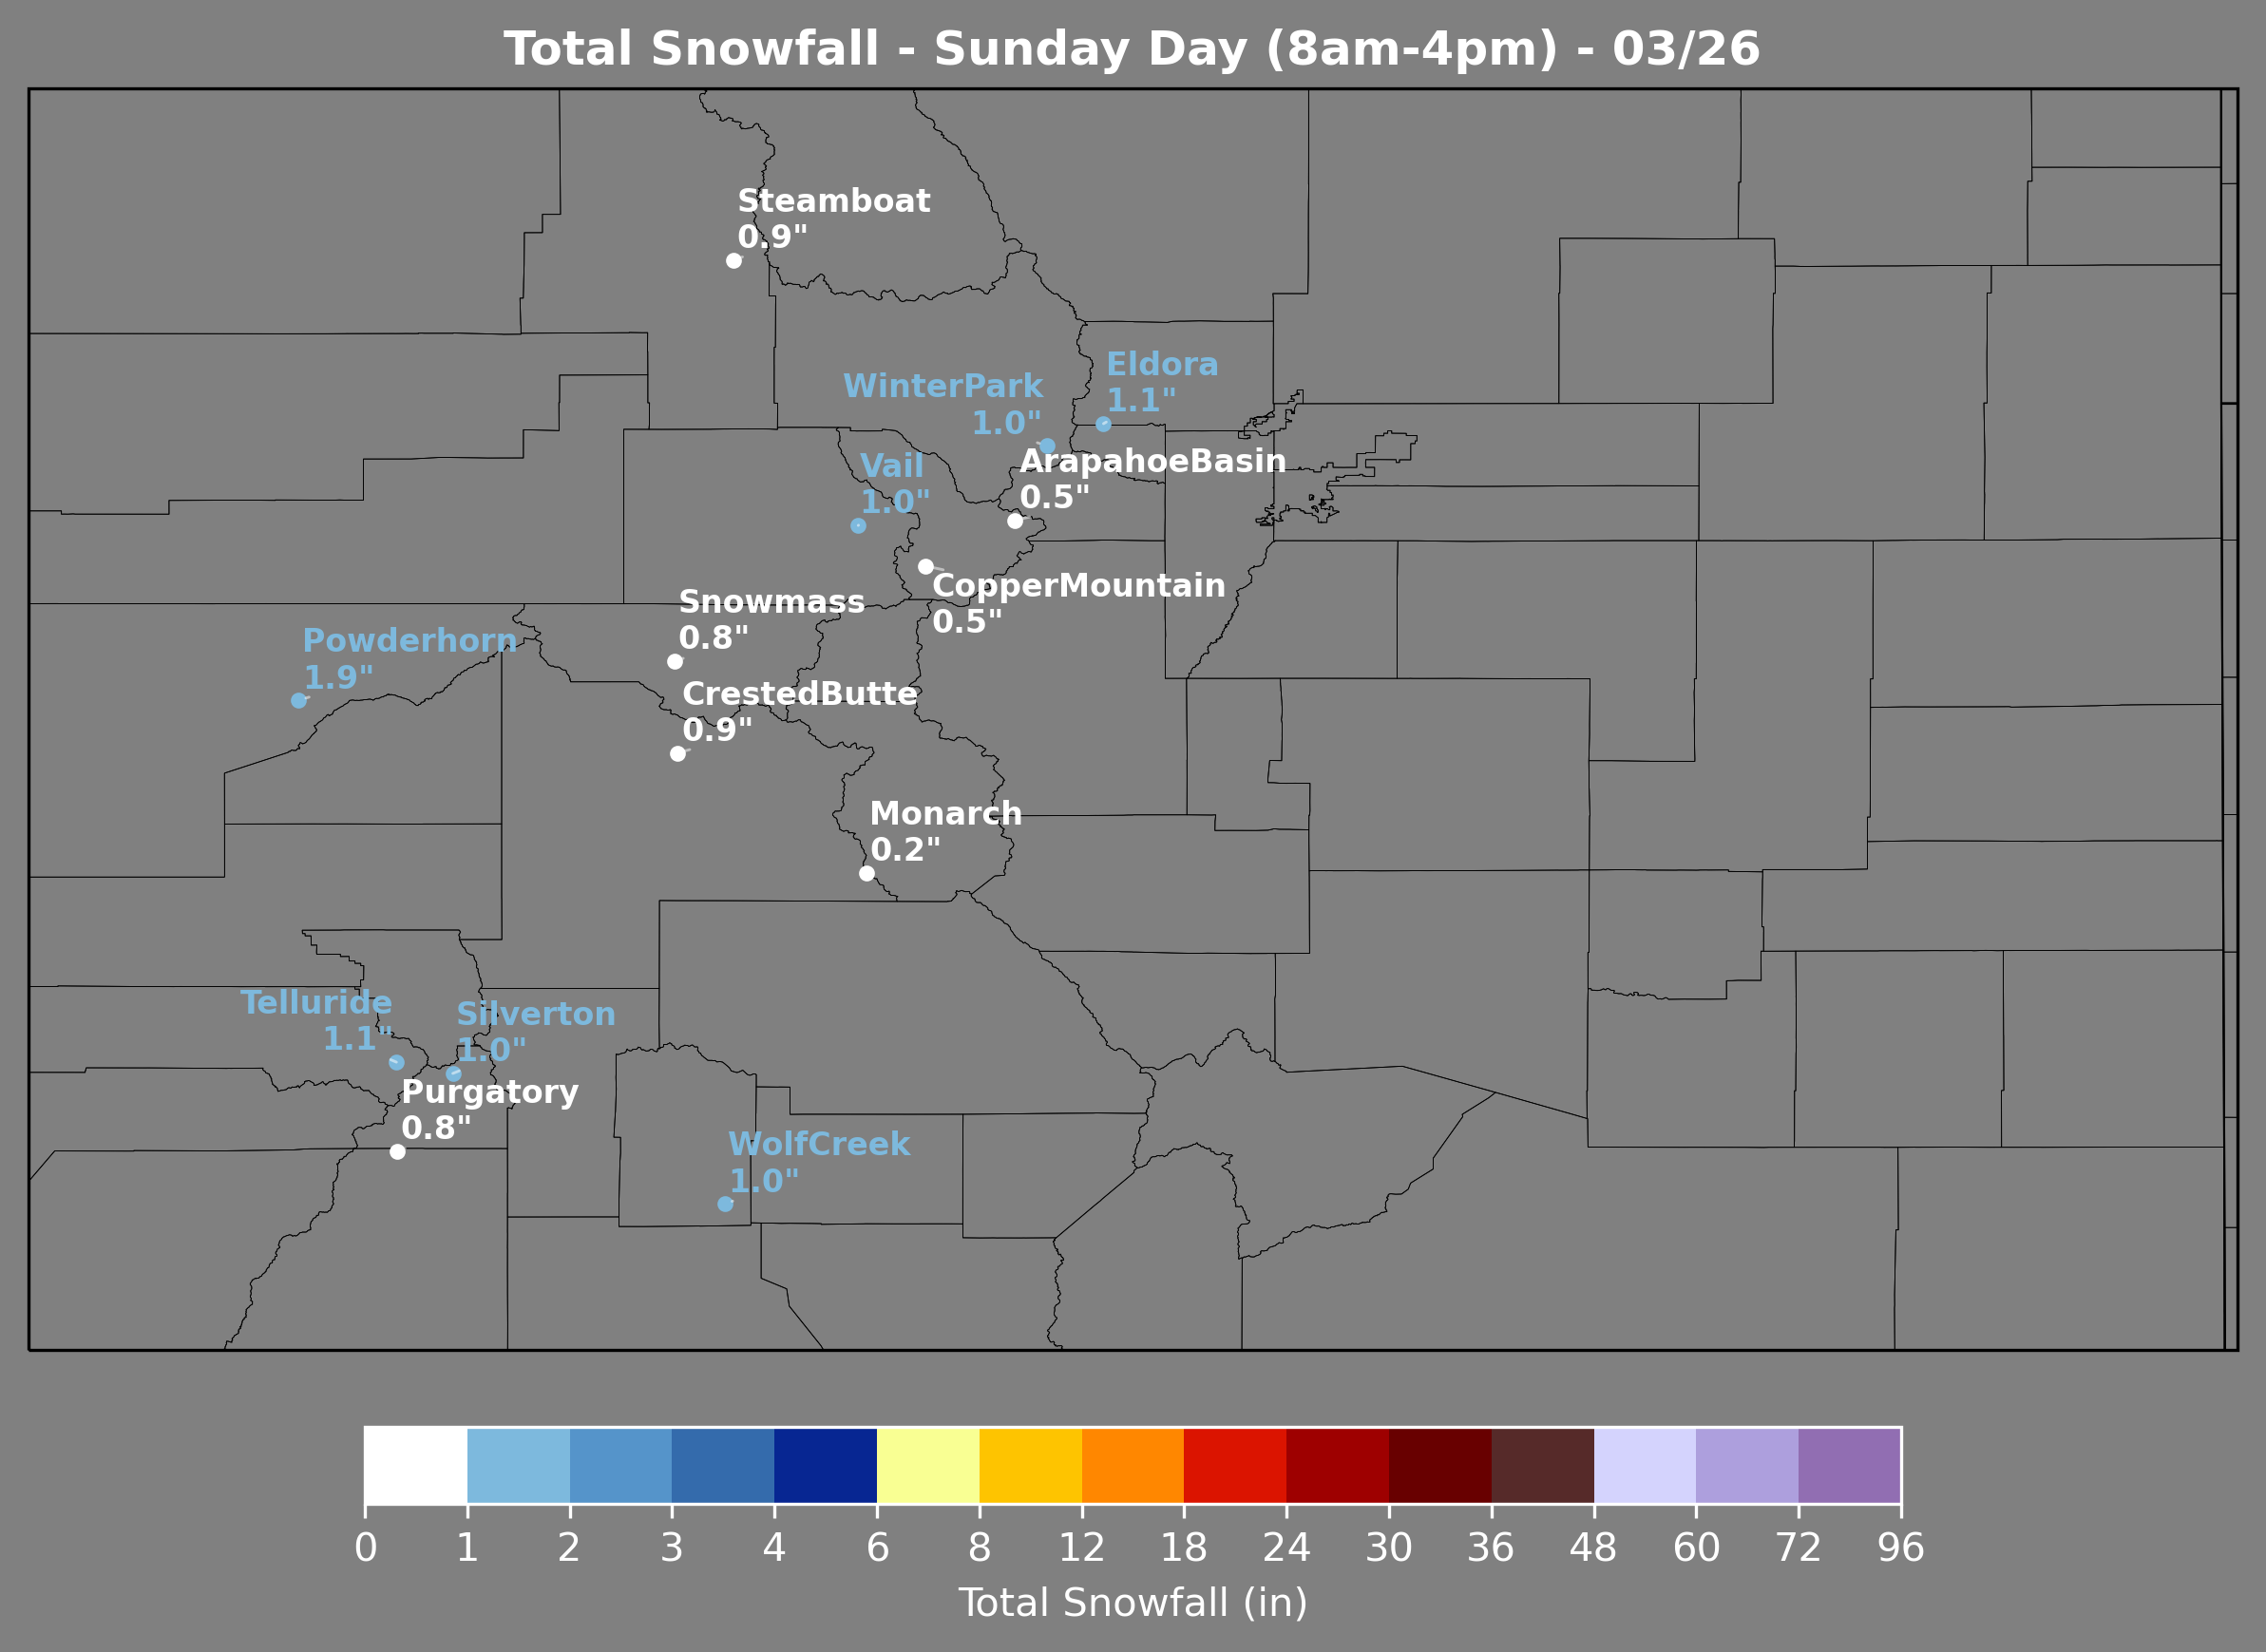 Total Snowfall - Sunday Day (8am-4pm) - 03/26
Steamboat
0.9"
Eldora
1.1"
WinterPark
1.0"
ArapahoeBasin
0.5"
Vail
1.0"
CopperMountain
0.5"
Snowmass
0.8"
Powderhorn
1.9"
CrestedButte
0.9"
Monarch
0.2"
Telluride
1.1"
Silverton
1.0"
Purgatory
0.8"
WolfCreek
1.0"
0 1 2 3 4 6 8 12 18 24 30 36 48 60 72 96
Total Snowfall (in)